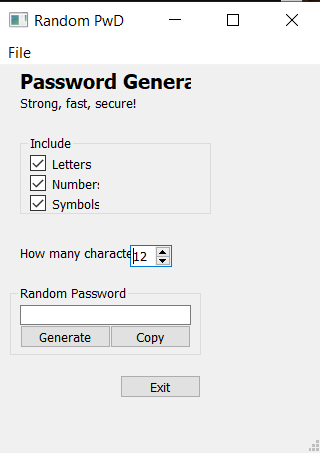 Random PwD
File
Password Genera
Strong, fast, secure!
Include
Letters
Numbers
Symbols
How many characte 12
Random Password
Generate Copy
Exit